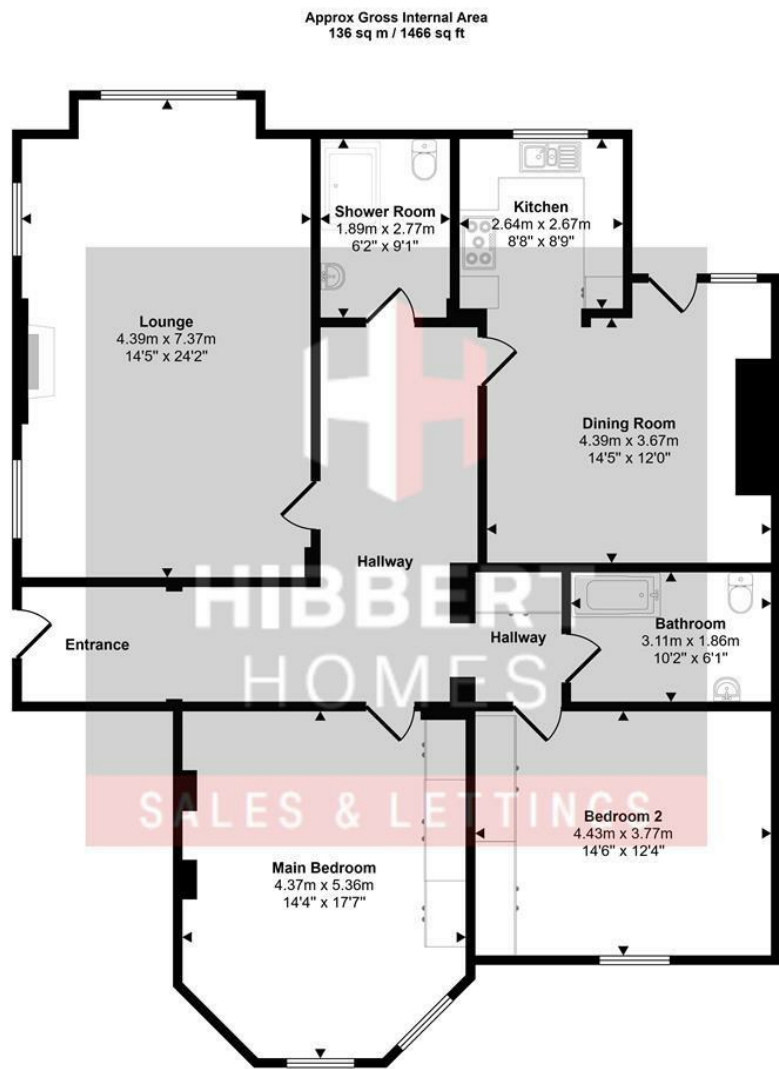 Approx Gross Internal Area
136 sq m / 1466 sq ft
Shower Room
1.89m x 2.77m
6'2" x 9'1"
Kitchen
2.64m x 2.67m
8'8" x 8'9"
Lounge
4.39m x 7.37m
14'5" x 24'2"
Dining Room
4.39m x 3.67m
14'5" x 12'0"
Hallway
HIBBERT
HOMES
Entrance
Hallway
Bathroom
3.11m x 1.86m
10'2" x 6'1"
SALES & LETTINGS
Main Bedroom
4.37m x 5.36m
14'4" x 17'7"
Bedroom 2
4.43m x 3.77m
14'6" x 12'4"